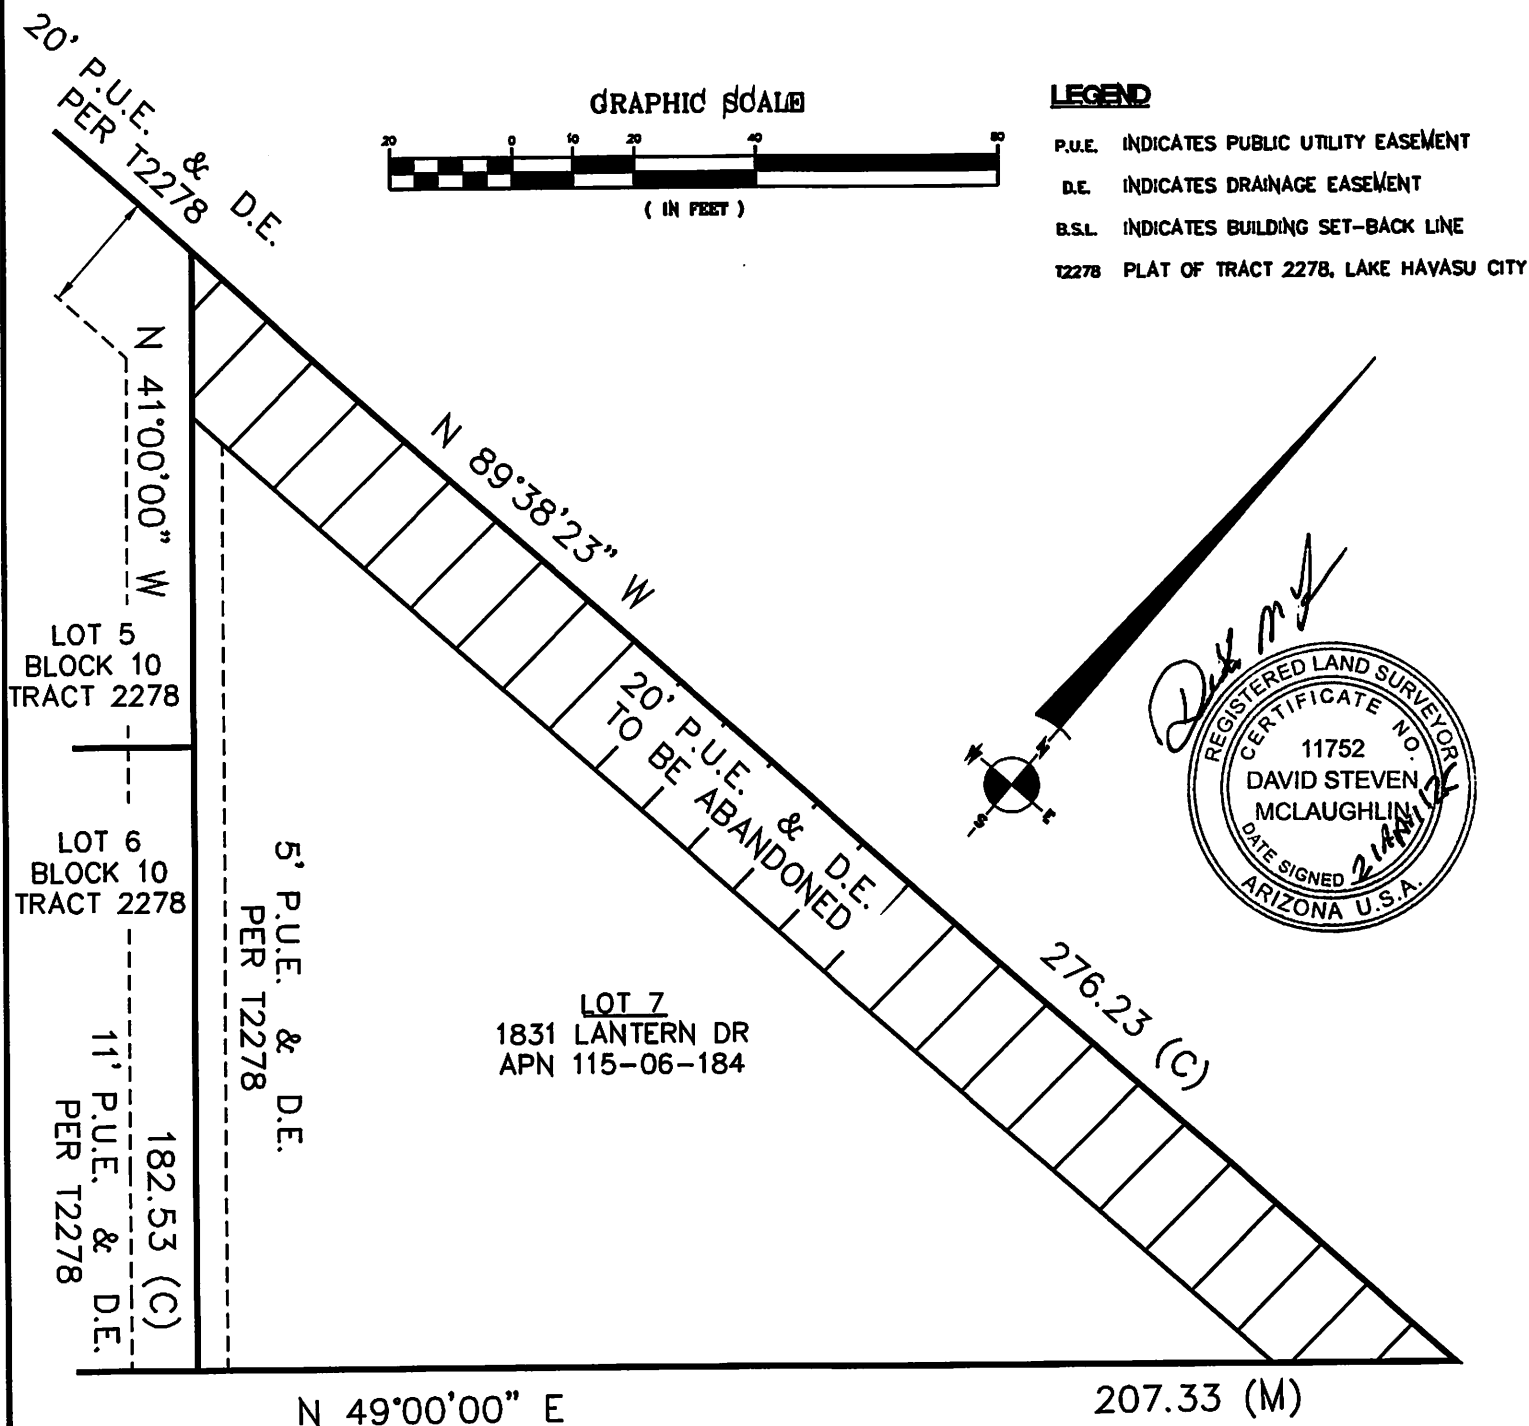 20' P.U.E. & D.E.
PER T2278
GRAPHIC SCALE
20 0 10 20 40 80
( IN FEET )
LEGEND
P.U.E. INDICATES PUBLIC UTILITY EASEMENT
D.E. INDICATES DRAINAGE EASEMENT
B.S.L. INDICATES BUILDING SET-BACK LINE
T2278 PLAT OF TRACT 2278, LAKE HAVASU CITY
N 41°00'00" W
N 89°38'23" W
LOT 5
BLOCK 10
TRACT 2278
20' P.U.E. & D.E.
TO BE ABANDONED
N
W
E
S
REGISTERED LAND SURVEYOR
CERTIFICATE NO.
11752
DAVID STEVEN
MCLAUGHLIN
DATE SIGNED
ARIZONA U.S.A.
LOT 6
BLOCK 10
TRACT 2278
5' P.U.E. & D.E.
PER T2278
276.23 (C)
LOT 7
1831 LANTERN DR
APN 115-06-184
182.53 (C)
11' P.U.E. & D.E.
PER T2278
N 49°00'00" E
207.33 (M)